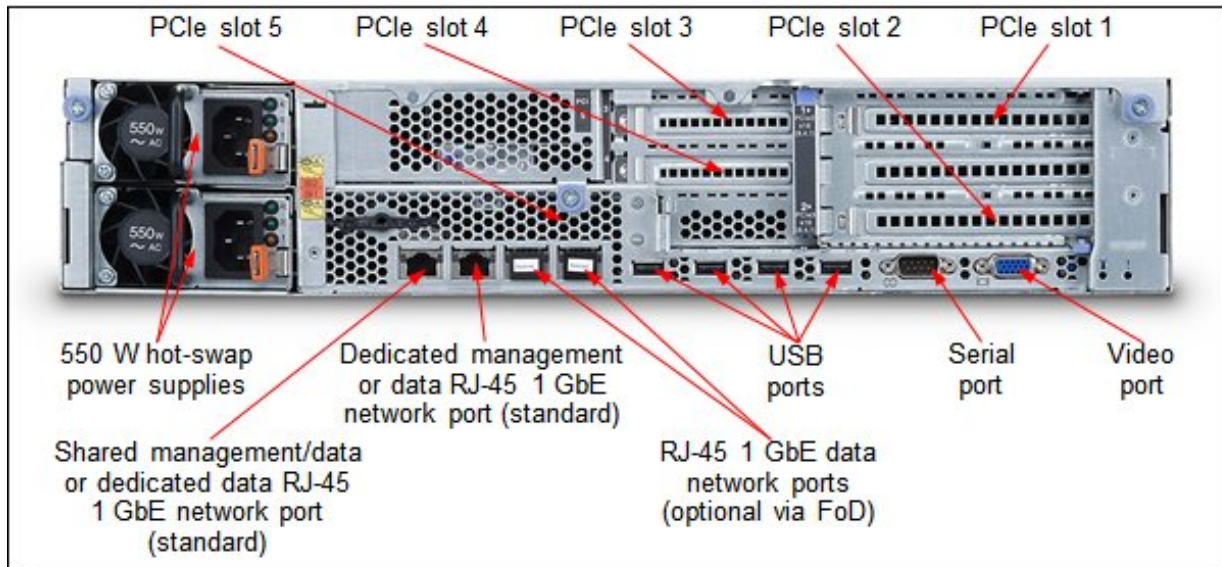 PCIe slot 5
PCIe slot 4
PCIe slot 3
PCIe slot 2
PCIe slot 1
550W
~ AC
550W
~ AC
550 W hot-swap
power supplies
Dedicated management
or data RJ-45 1 GbE
network port (standard)
USB
ports
Serial
port
Video
port
Shared management/data
or dedicated data RJ-45
1 GbE network port
(standard)
RJ-45 1 GbE data
network ports
(optional via FoD)